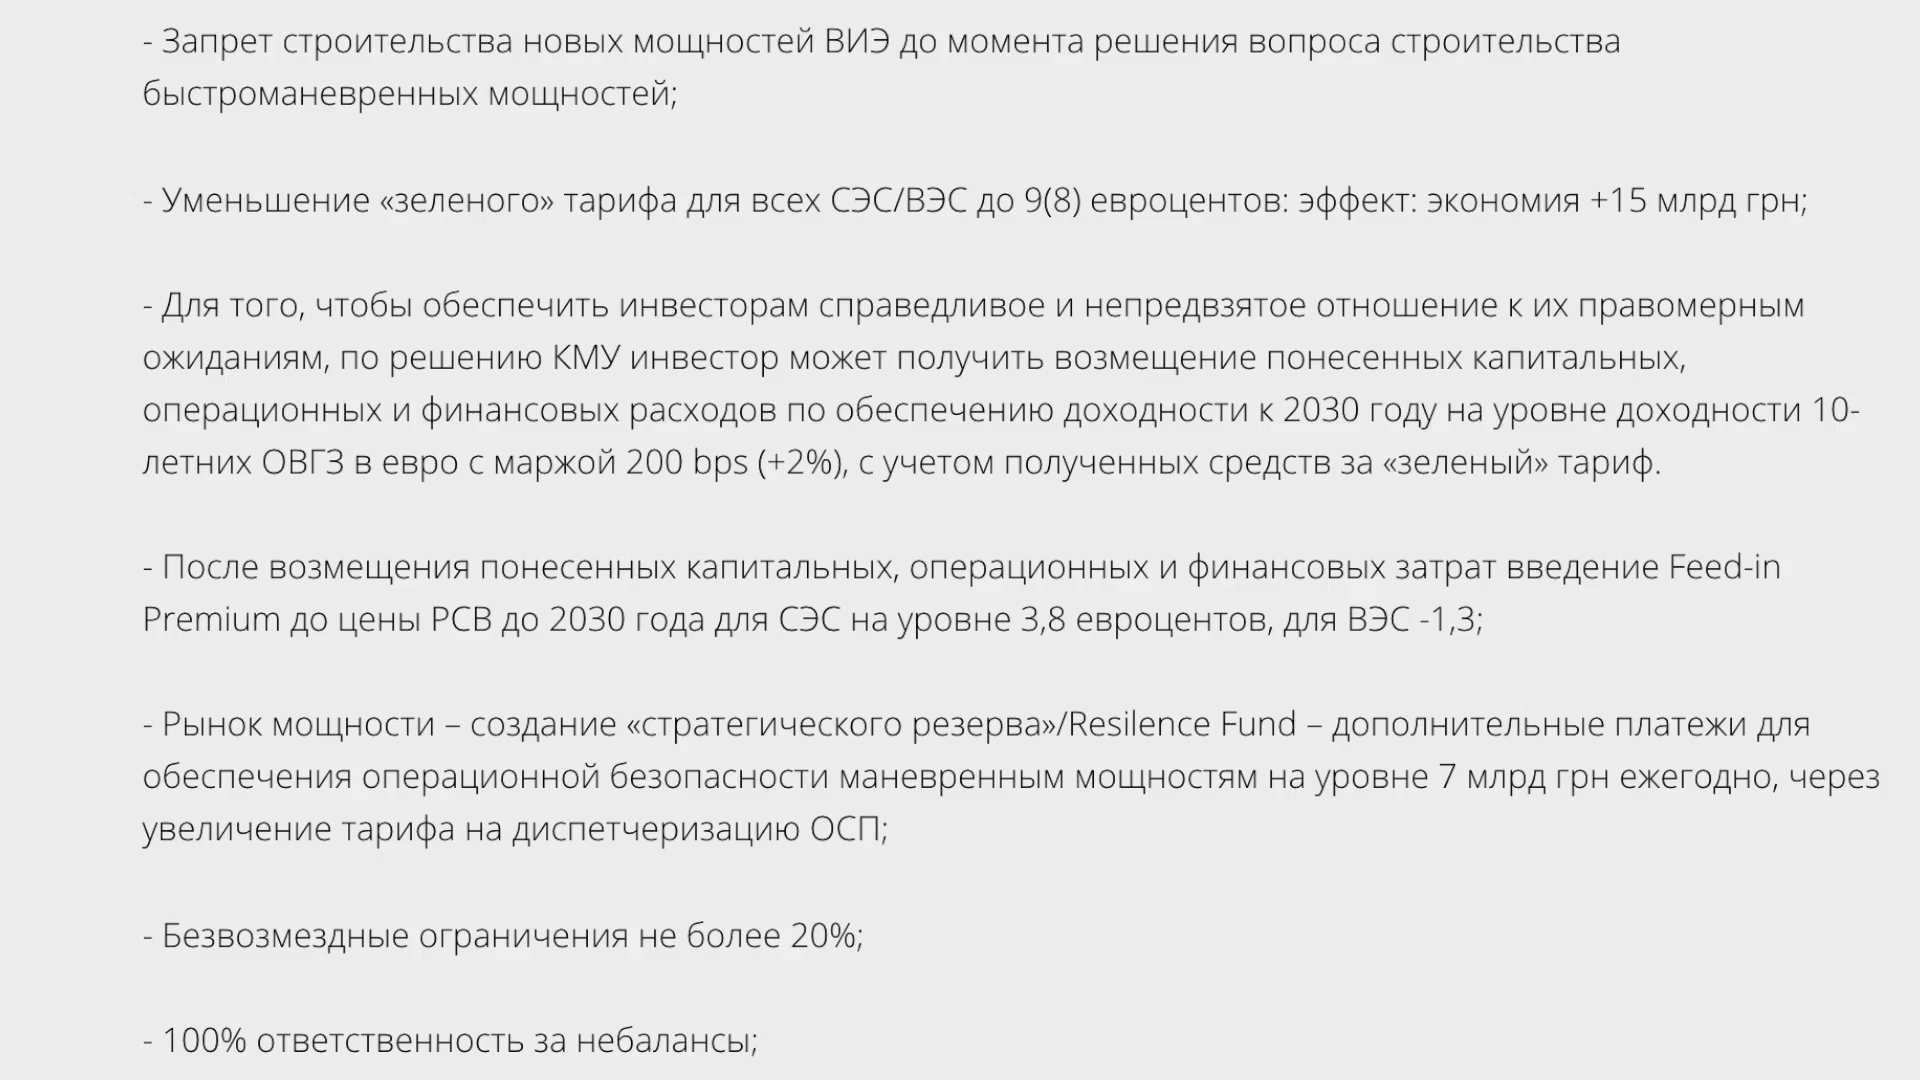 - Запрет строительства новых мощностей ВИЭ до момента решения вопроса строительства
быстроманевренных мощностей;
- Уменьшение «зеленого» тарифа для всех СЭС/ВЭС до 9(8) евроцентов: эффект: экономия +15 млрд грн;
- Для того, чтобы обеспечить инвесторам справедливое и непредвзятое отношение к их правомерным
ожиданиям, по решению КМУ инвестор может получить возмещение понесенных капитальных,
операционных и финансовых расходов по обеспечению доходности к 2030 году на уровне доходности 10-
летних ОВГЗ в евро с маржой 200 bps (+2%), с учетом полученных средств за «зеленый» тариф.
- После возмещения понесенных капитальных, операционных и финансовых затрат введение Feed-in
Premium до цены РСВ до 2030 года для СЭС на уровне 3,8 евроцентов, для ВЭС -1,3;
- Рынок мощности – создание «стратегического резерва»/Resilence Fund – дополнительные платежи для
обеспечения операционной безопасности маневренным мощностям на уровне 7 млрд грн ежегодно, через
увеличение тарифа на диспетчеризацию ОСП;
- Безвозмездные ограничения не более 20%;
- 100% ответственность за небалансы;